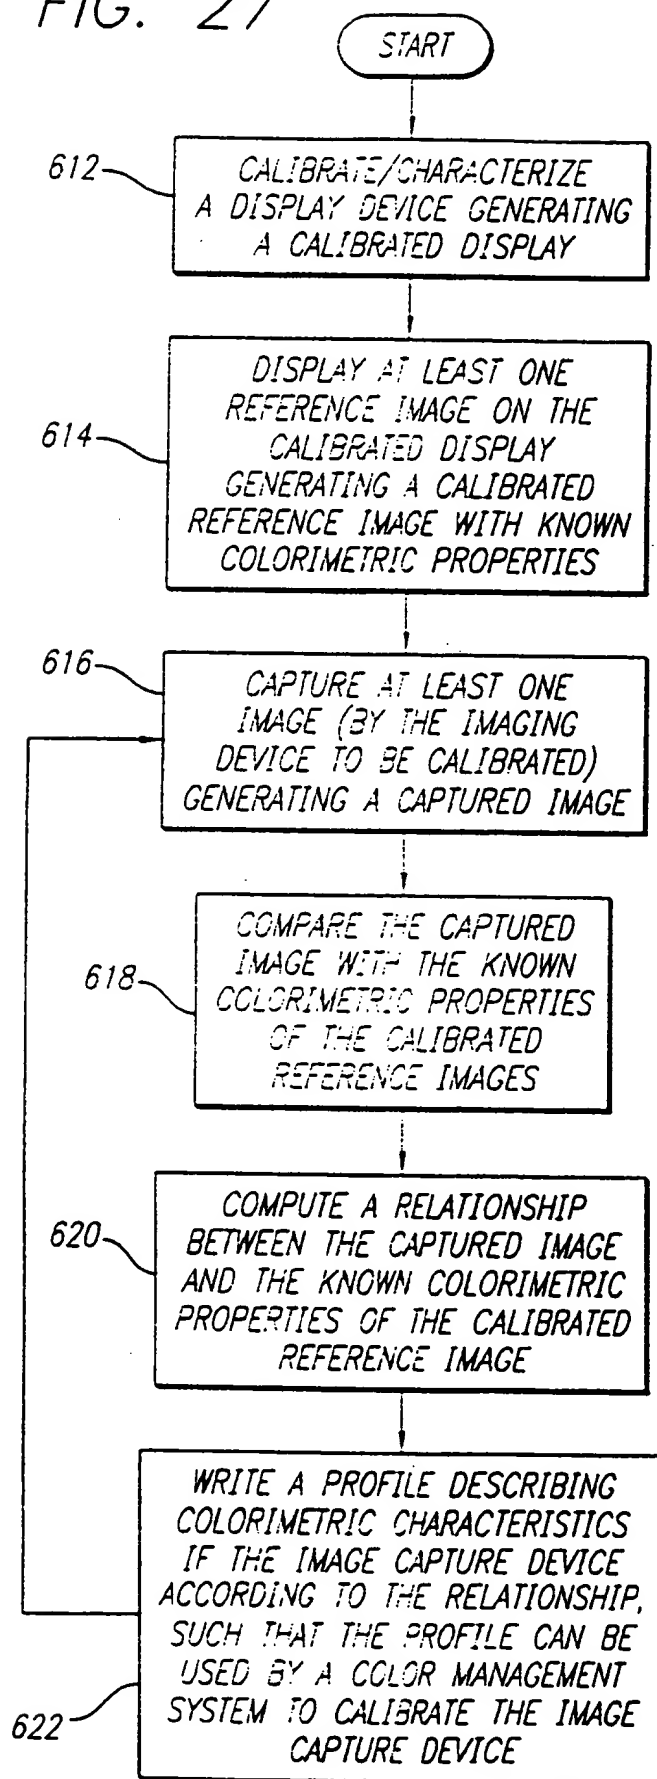 FIG. 27
START
612
CALIBRATE/CHARACTERIZE
A DISPLAY DEVICE GENERATING
A CALIBRATED DISPLAY
614
DISPLAY AT LEAST ONE
REFERENCE IMAGE ON THE
CALIBRATED DISPLAY
GENERATING A CALIBRATED
REFERENCE IMAGE WITH KNOWN
COLORIMETRIC PROPERTIES
616
CAPTURE AT LEAST ONE
IMAGE (BY THE IMAGING
DEVICE TO BE CALIBRATED)
GENERATING A CAPTURED IMAGE
618
COMPARE THE CAPTURED
IMAGE WITH THE KNOWN
COLORIMETRIC PROPERTIES
OF THE CALIBRATED
REFERENCE IMAGES
620
COMPUTE A RELATIONSHIP
BETWEEN THE CAPTURED IMAGE
AND THE KNOWN COLORIMETRIC
PROPERTIES OF THE CALIBRATED
REFERENCE IMAGE
622
WRITE A PROFILE DESCRIBING
COLORIMETRIC CHARACTERISTICS
IF THE IMAGE CAPTURE DEVICE
ACCORDING TO THE RELATIONSHIP,
SUCH THAT THE PROFILE CAN BE
USED BY A COLOR MANAGEMENT
SYSTEM TO CALIBRATE THE IMAGE
CAPTURE DEVICE